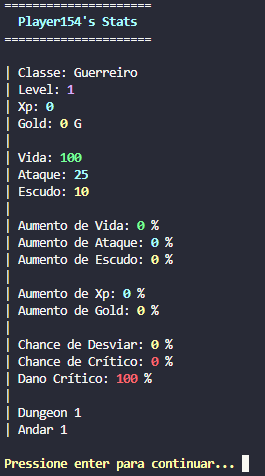 =====================
Player154's Stats
=====================
| Classe: Guerreiro
| Level: 1
| Xp: 0
| Gold: 0 G
|
| Vida: 100
| Ataque: 25
| Escudo: 10
|
| Aumento de Vida: 0 %
| Aumento de Ataque: 0 %
| Aumento de Escudo: 0 %
|
| Aumento de Xp: 0 %
| Aumento de Gold: 0 %
|
| Chance de Desviar: 0 %
| Chance de Crítico: 0 %
| Dano Crítico: 100 %
|
| Dungeon 1
| Andar 1
Pressione enter para continuar...